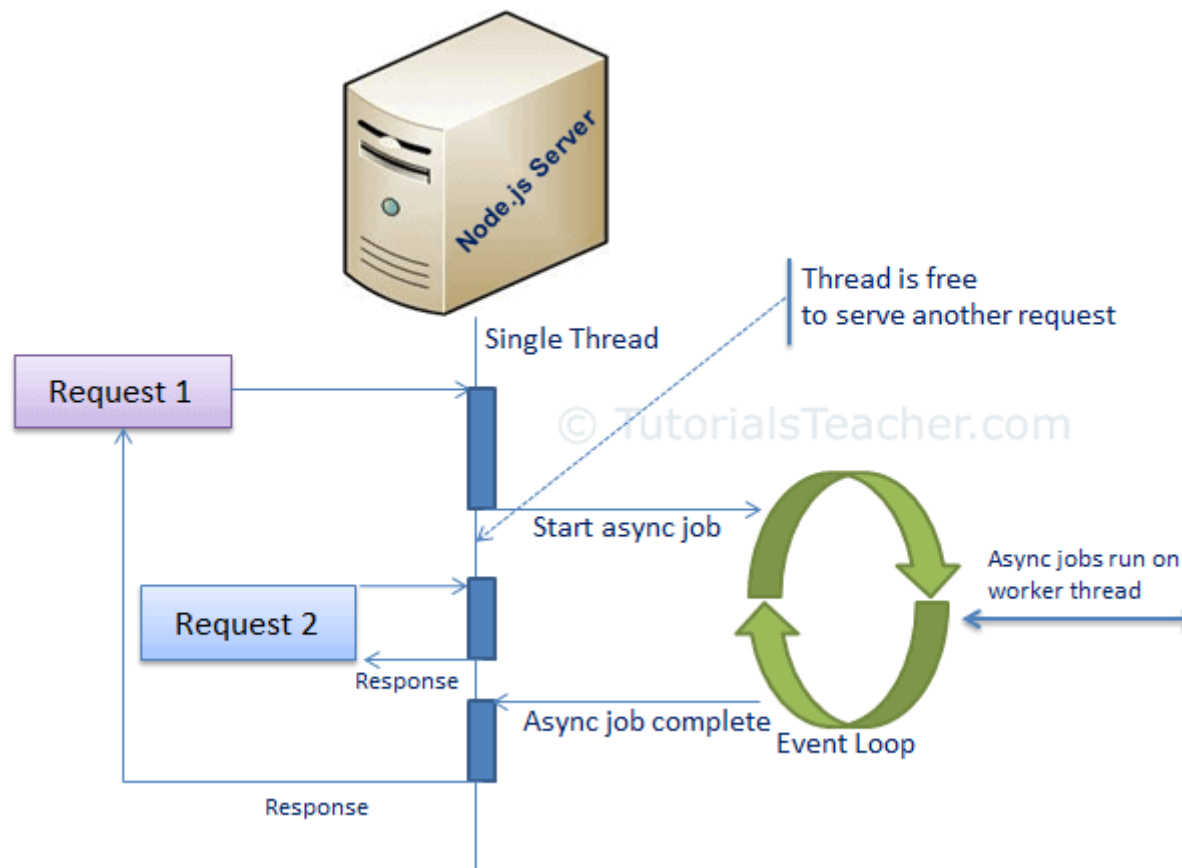 Node.js Server
Thread is free
to serve another request
Single Thread
Request 1
© TutorialsTeacher.com
Start async job
Async jobs run on
worker thread
Request 2
Response
Async job complete
Event Loop
Response